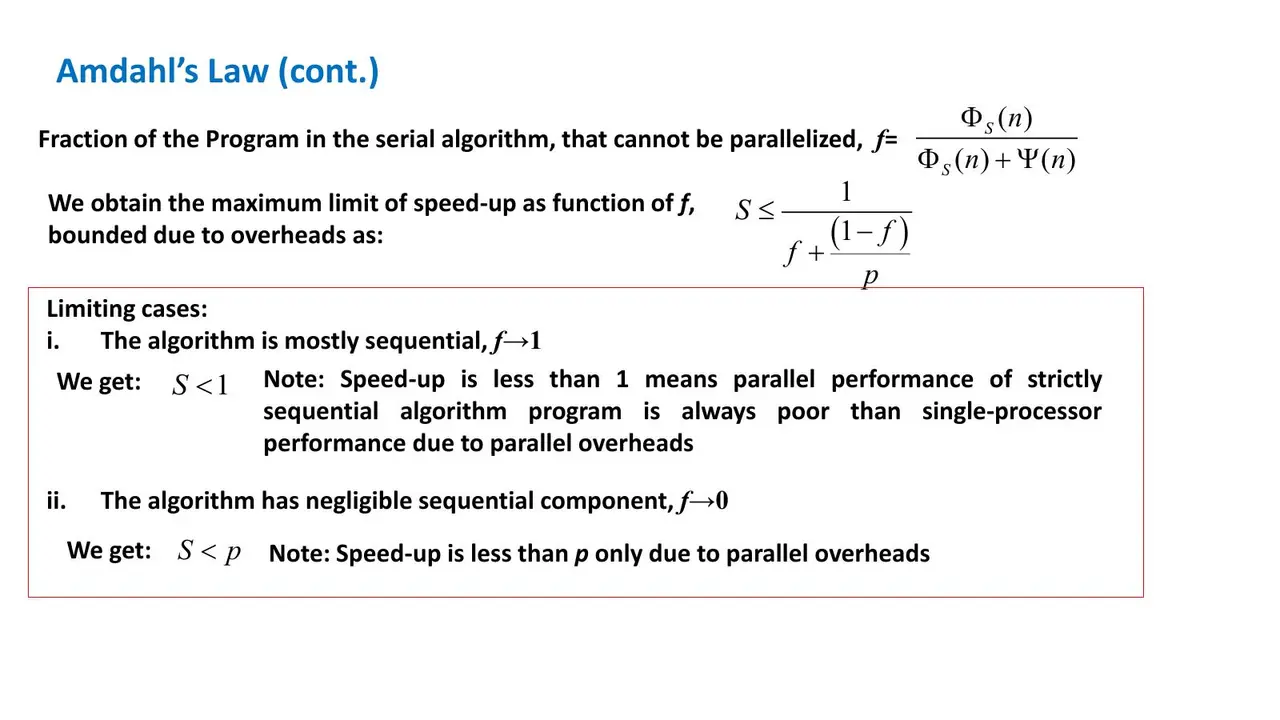 Amdahl’s Law (cont.)
Fraction of the Program in the serial algorithm, that cannot be parallelized, f= Φ_S(n) / (Φ_S(n) + Ψ(n))
We obtain the maximum limit of speed-up as function of f,
bounded due to overheads as:
S ≤ 1 / (f + (1 − f) / p)
Limiting cases:
i. The algorithm is mostly sequential, f→1
We get: S < 1
Note: Speed-up is less than 1 means parallel performance of strictly
sequential algorithm program is always poor than single-processor
performance due to parallel overheads
ii. The algorithm has negligible sequential component, f→0
We get: S < p Note: Speed-up is less than p only due to parallel overheads